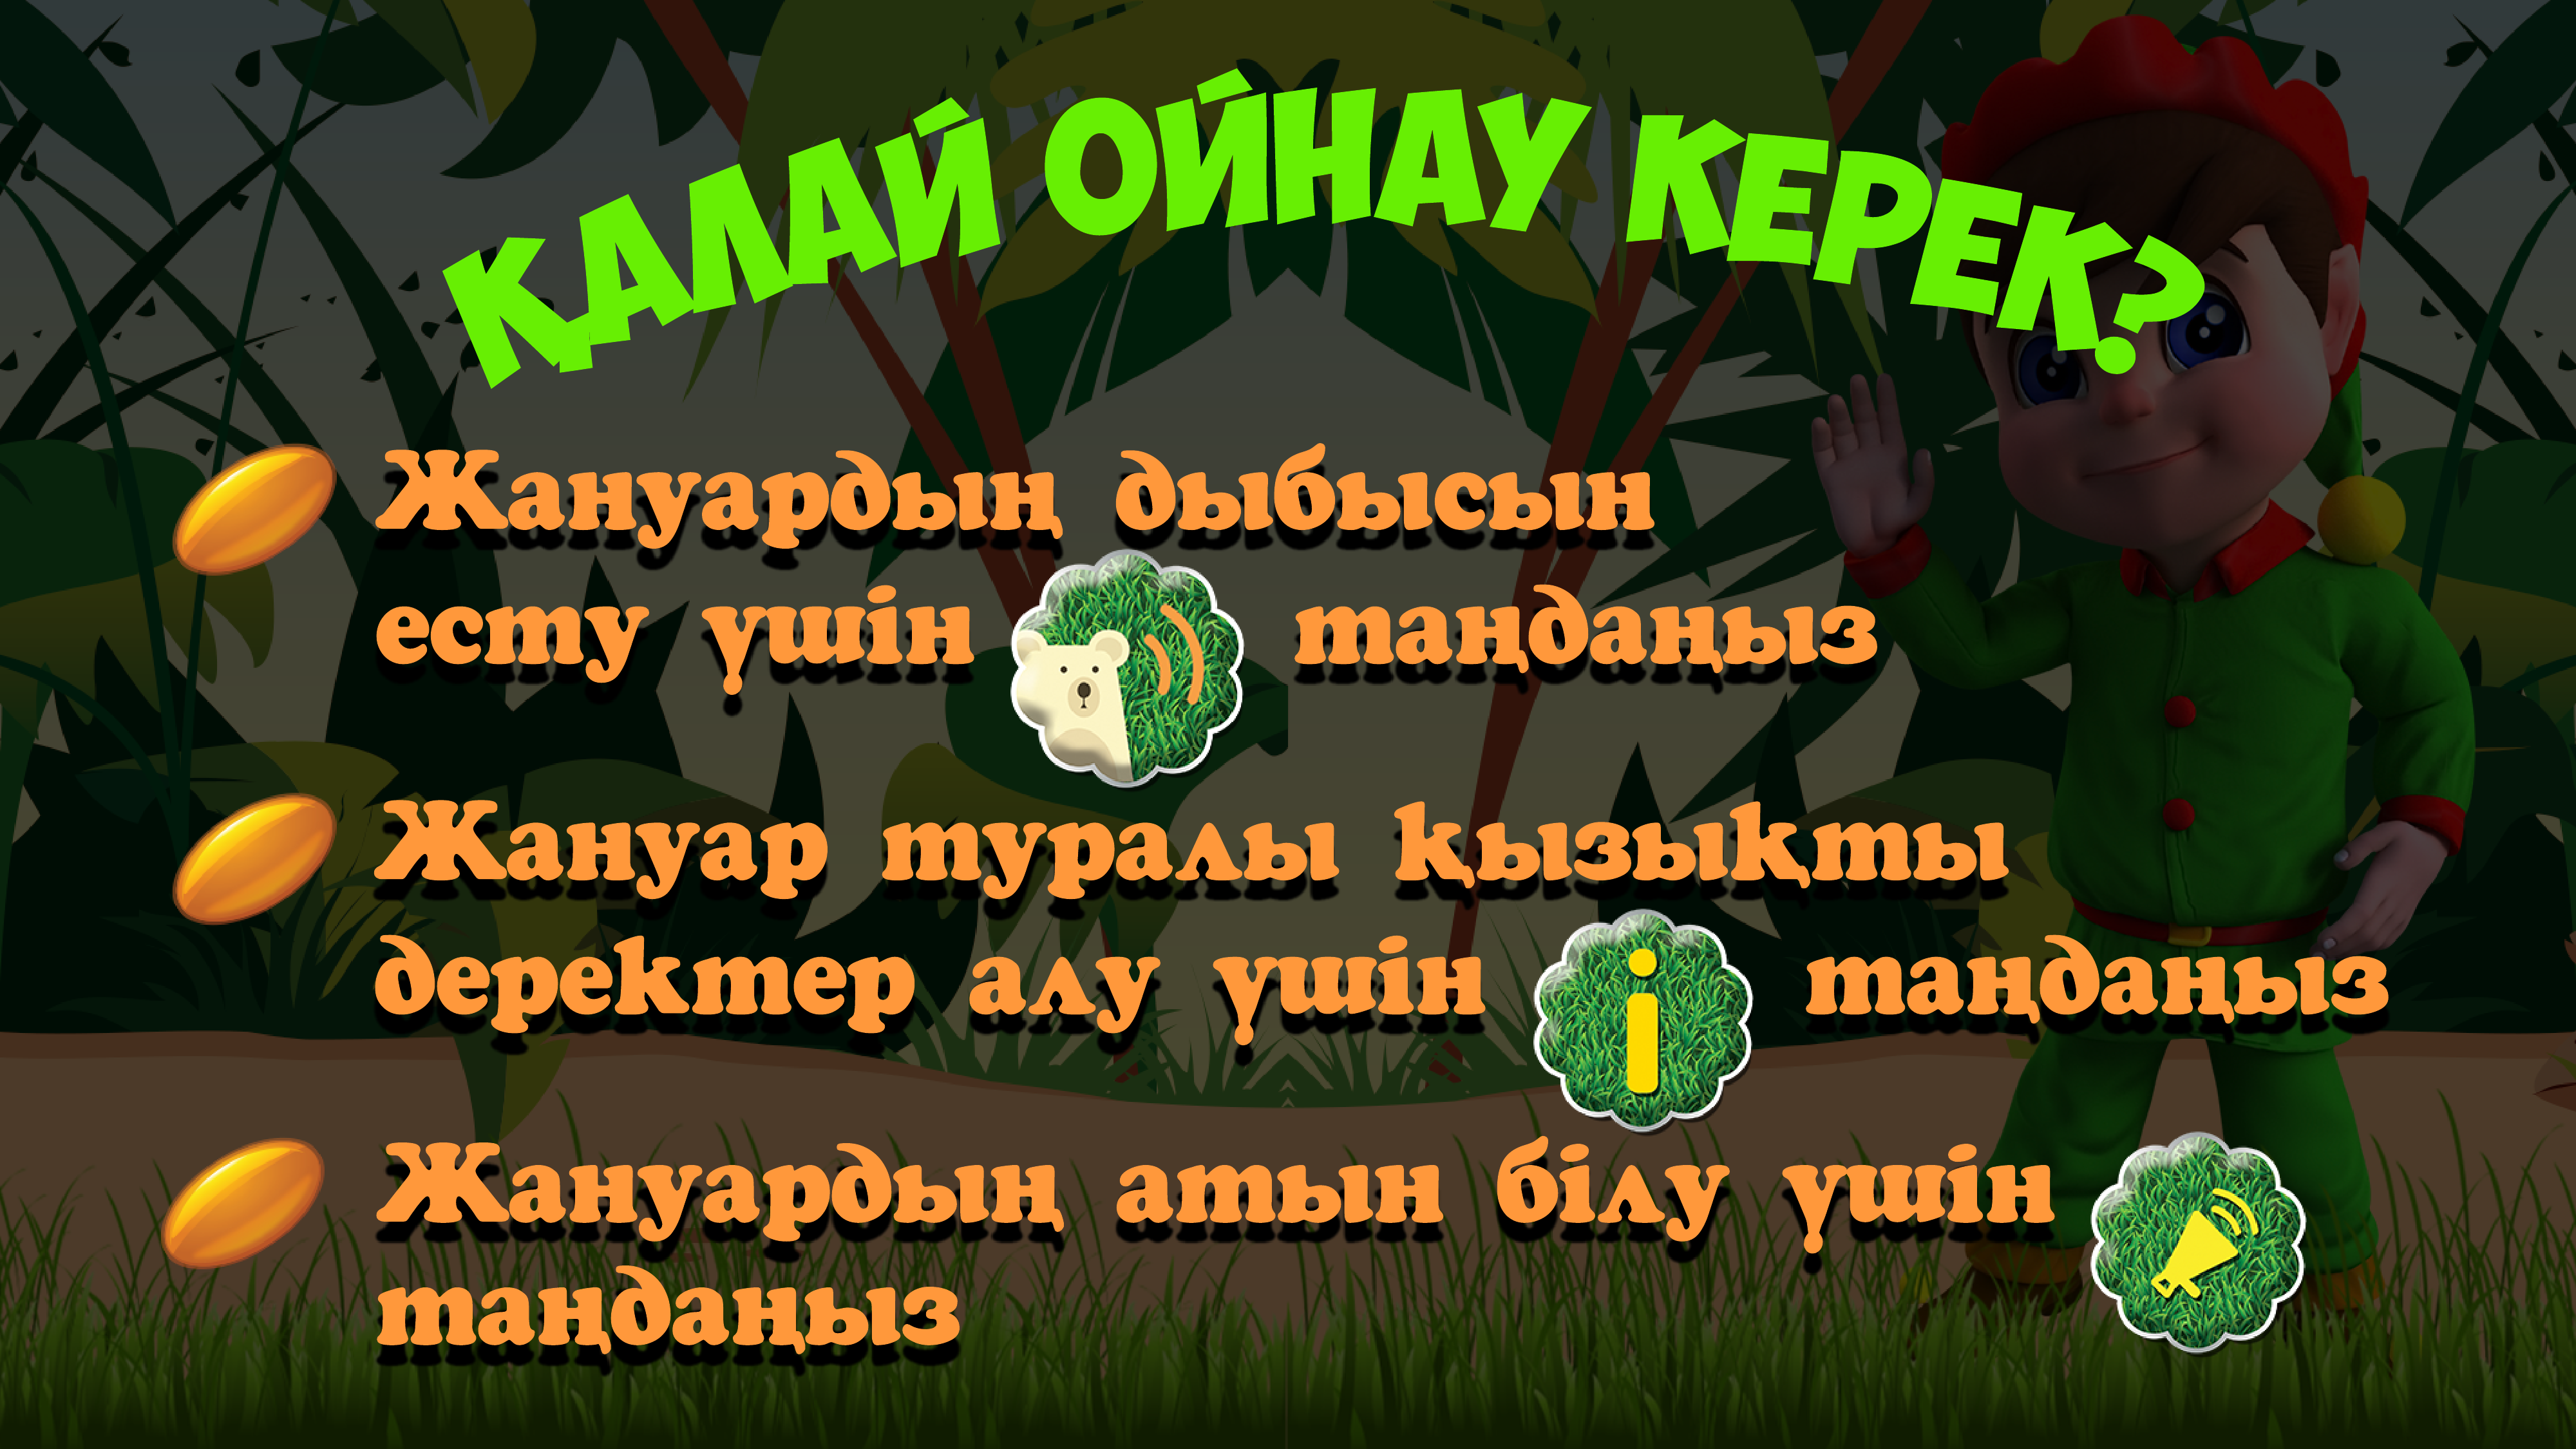 ҚАЛАЙ ОЙНАУ КЕРЕК?
Жануардың дыбысын
есту үшін таңдаңыз
Жануар туралы қызықты
деректер алу үшін i таңдаңыз
Жануардың атын білу үшін
таңдаңыз